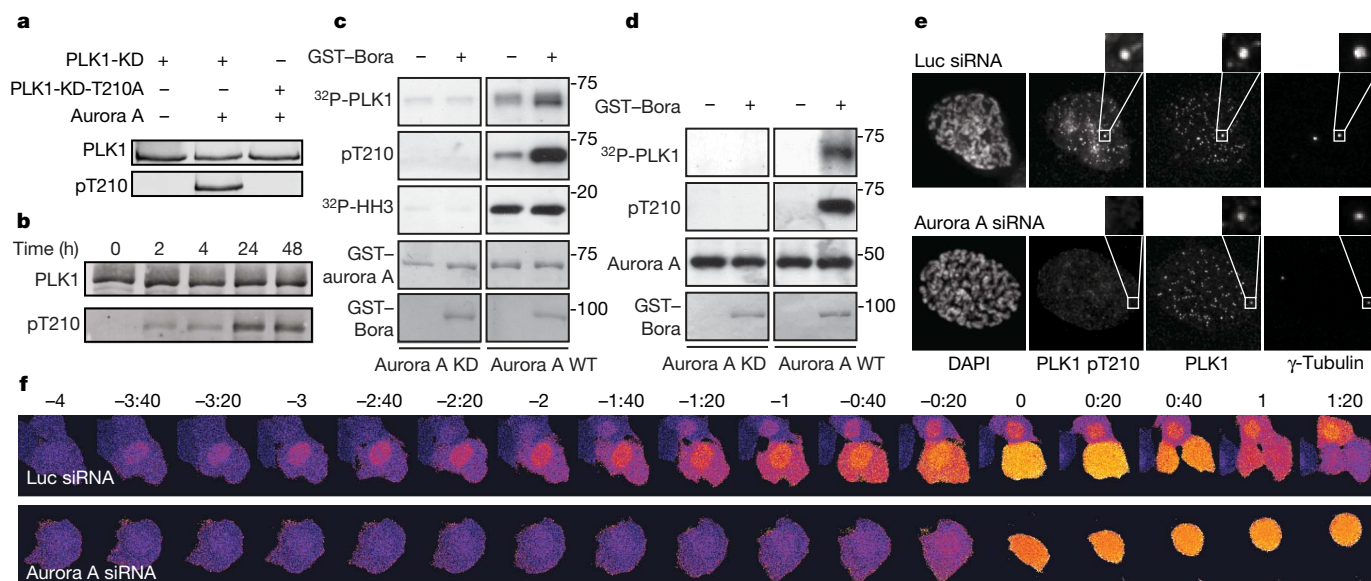 a
PLK1-KD + + –
PLK1-KD-T210A – – +
Aurora A – + +
PLK1
pT210
b
Time (h) 0 2 4 24 48
PLK1
pT210
c
GST–Bora – + – +
32P-PLK1 -75
pT210 -75
32P-HH3 -20
GST–aurora A -75
GST–Bora -100
Aurora A KD Aurora A WT
d
GST–Bora – + – +
32P-PLK1 -75
pT210 -75
Aurora A -50
GST–Bora -100
Aurora A KD Aurora A WT
e
Luc siRNA
Aurora A siRNA
DAPI PLK1 pT210 PLK1 γ-Tubulin
f
–4 –3:40 –3:20 –3 –2:40 –2:20 –2 –1:40 –1:20 –1 –0:40 –0:20 0 0:20 0:40 1 1:20
Luc siRNA
Aurora A siRNA